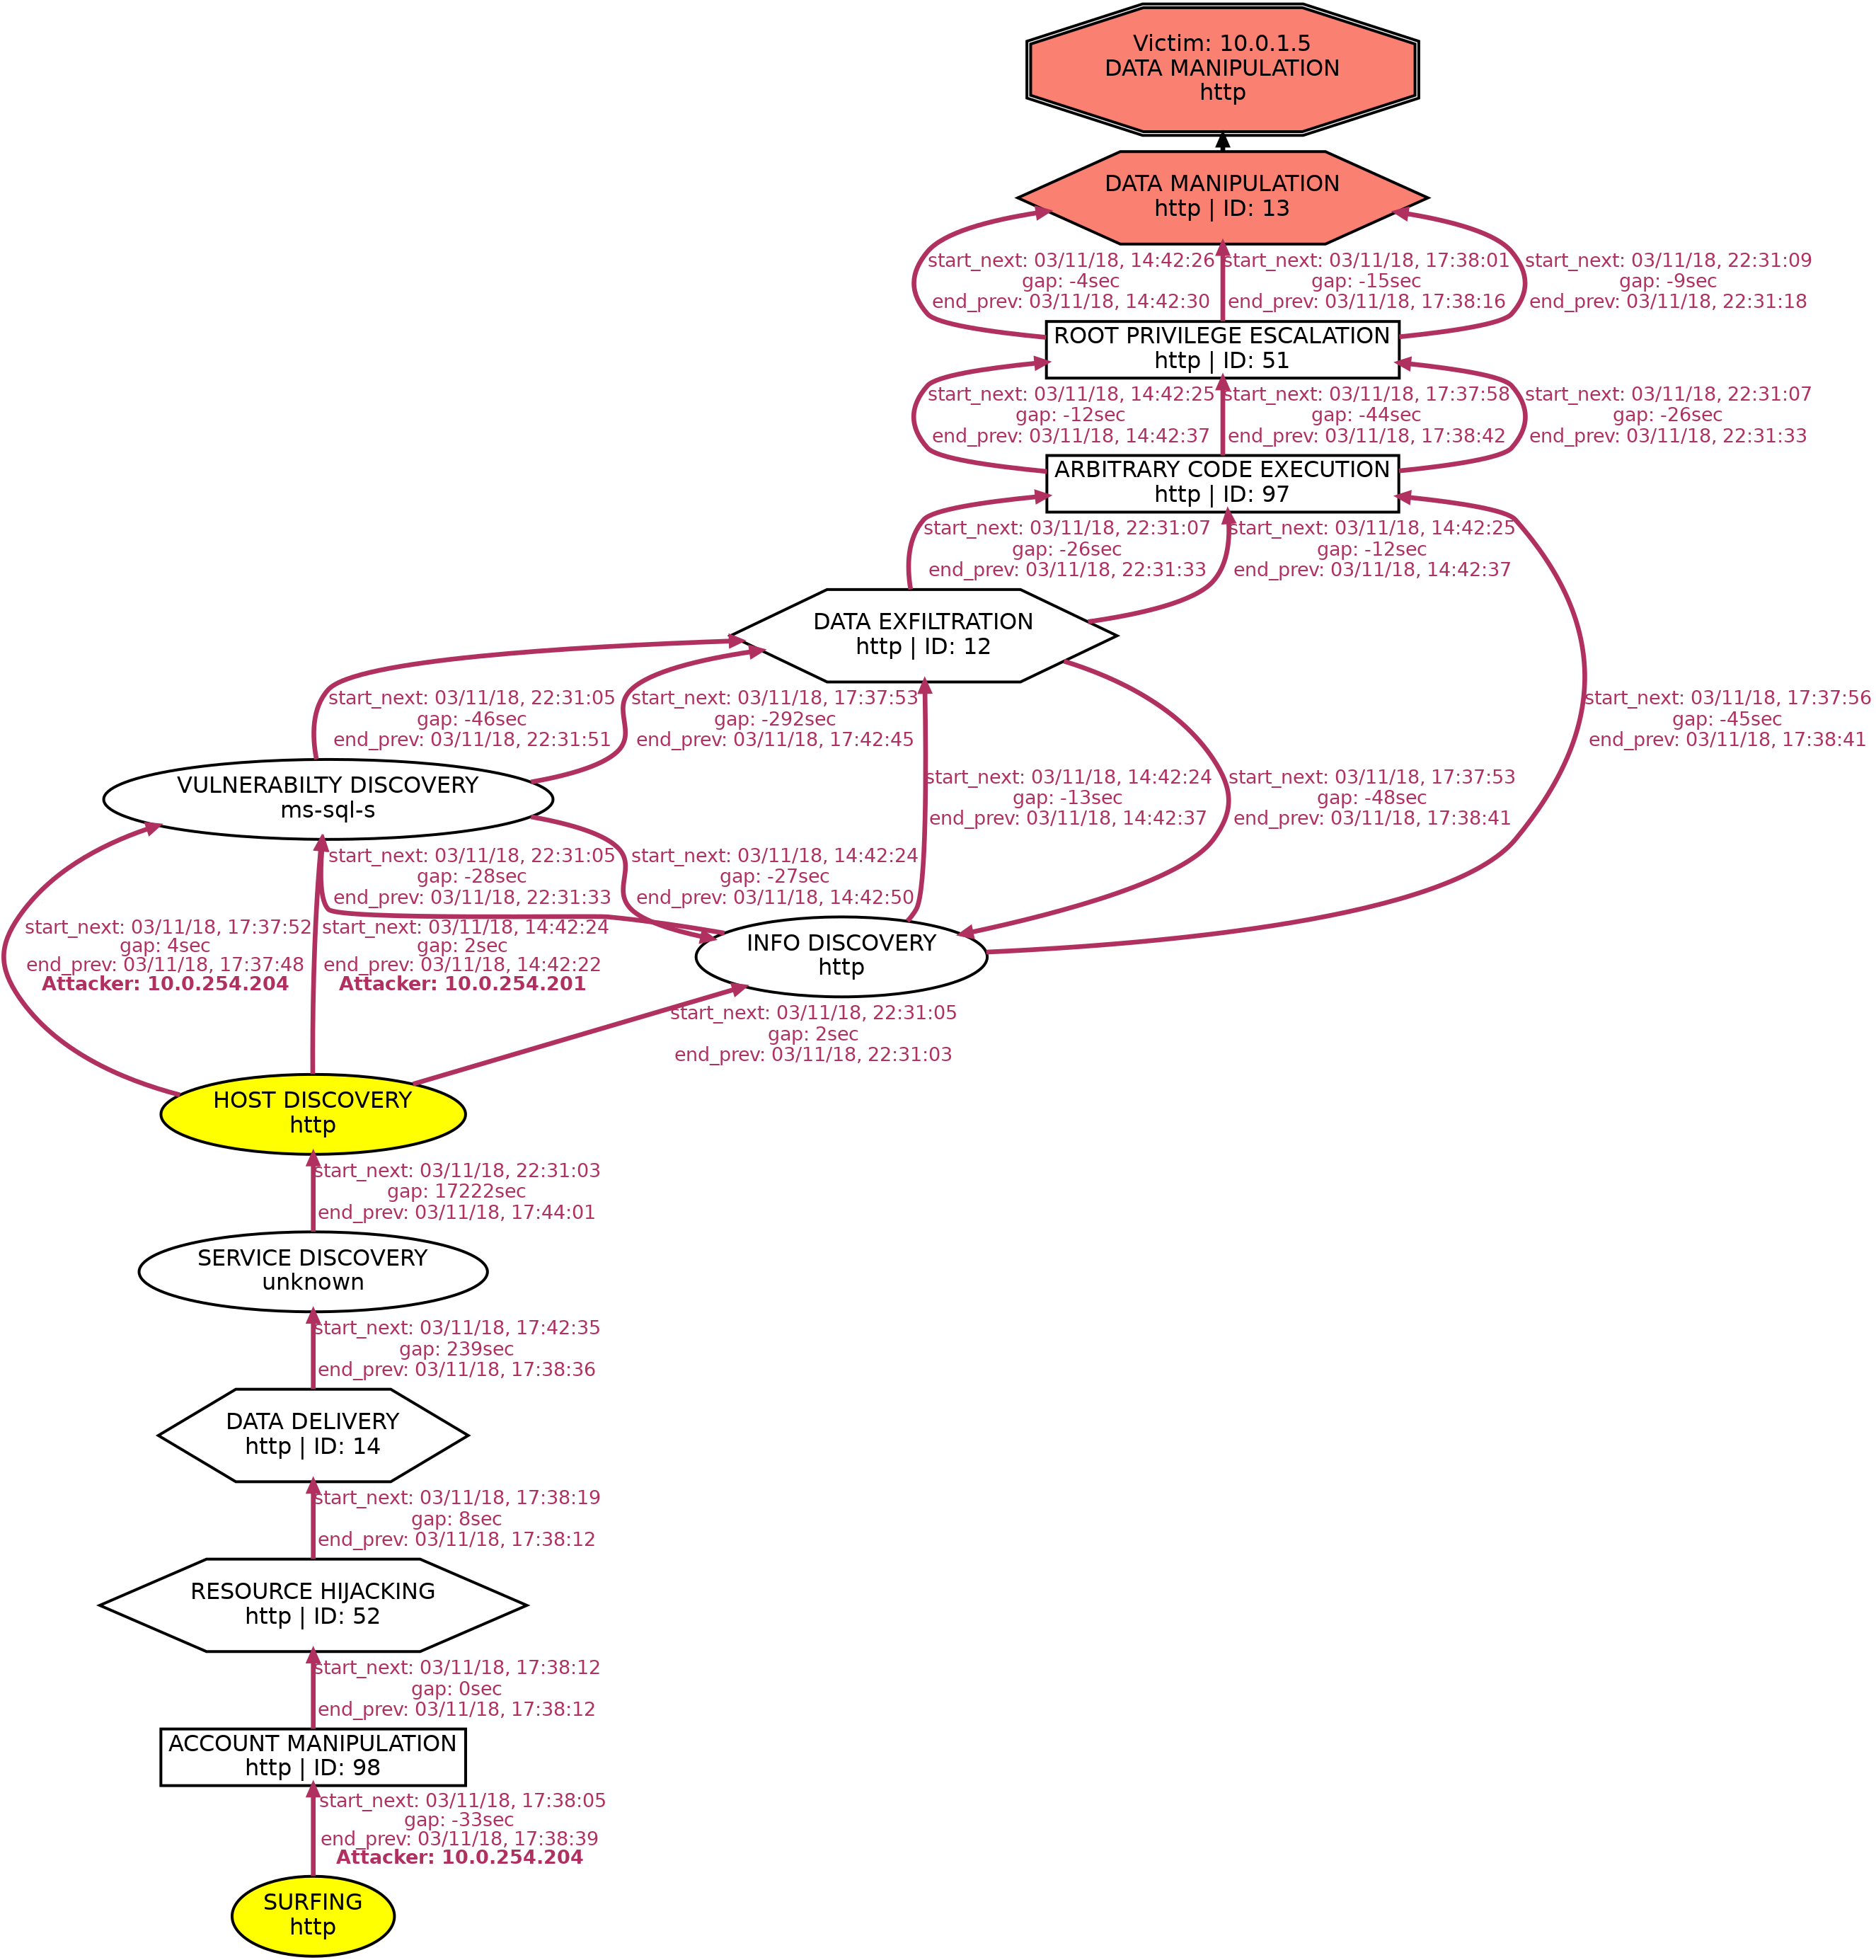 Victim: 10.0.1.5
DATA MANIPULATION
http
DATA MANIPULATION
http | ID: 13
start_next: 03/11/18, 14:42:26
gap: -4sec
end_prev: 03/11/18, 14:42:30
start_next: 03/11/18, 17:38:01
gap: -15sec
end_prev: 03/11/18, 17:38:16
start_next: 03/11/18, 22:31:09
gap: -9sec
end_prev: 03/11/18, 22:31:18
ROOT PRIVILEGE ESCALATION
http | ID: 51
start_next: 03/11/18, 14:42:25
gap: -12sec
end_prev: 03/11/18, 14:42:37
start_next: 03/11/18, 17:37:58
gap: -44sec
end_prev: 03/11/18, 17:38:42
start_next: 03/11/18, 22:31:07
gap: -26sec
end_prev: 03/11/18, 22:31:33
ARBITRARY CODE EXECUTION
http | ID: 97
start_next: 03/11/18, 22:31:07
gap: -26sec
end_prev: 03/11/18, 22:31:33
start_next: 03/11/18, 14:42:25
gap: -12sec
end_prev: 03/11/18, 14:42:37
DATA EXFILTRATION
http | ID: 12
start_next: 03/11/18, 22:31:05
gap: -46sec
end_prev: 03/11/18, 22:31:51
start_next: 03/11/18, 17:37:53
gap: -292sec
end_prev: 03/11/18, 17:42:45
start_next: 03/11/18, 17:37:56
gap: -45sec
end_prev: 03/11/18, 17:38:41
VULNERABILTY DISCOVERY
ms-sql-s
start_next: 03/11/18, 14:42:24
gap: -13sec
end_prev: 03/11/18, 14:42:37
start_next: 03/11/18, 17:37:53
gap: -48sec
end_prev: 03/11/18, 17:38:41
start_next: 03/11/18, 22:31:05
gap: -28sec
end_prev: 03/11/18, 22:31:33
start_next: 03/11/18, 14:42:24
gap: -27sec
end_prev: 03/11/18, 14:42:50
INFO DISCOVERY
http
start_next: 03/11/18, 17:37:52
gap: 4sec
end_prev: 03/11/18, 17:37:48
Attacker: 10.0.254.204
start_next: 03/11/18, 14:42:24
gap: 2sec
end_prev: 03/11/18, 14:42:22
Attacker: 10.0.254.201
start_next: 03/11/18, 22:31:05
gap: 2sec
end_prev: 03/11/18, 22:31:03
HOST DISCOVERY
http
start_next: 03/11/18, 22:31:03
gap: 17222sec
end_prev: 03/11/18, 17:44:01
SERVICE DISCOVERY
unknown
start_next: 03/11/18, 17:42:35
gap: 239sec
end_prev: 03/11/18, 17:38:36
DATA DELIVERY
http | ID: 14
start_next: 03/11/18, 17:38:19
gap: 8sec
end_prev: 03/11/18, 17:38:12
RESOURCE HIJACKING
http | ID: 52
start_next: 03/11/18, 17:38:12
gap: 0sec
end_prev: 03/11/18, 17:38:12
ACCOUNT MANIPULATION
http | ID: 98
start_next: 03/11/18, 17:38:05
gap: -33sec
end_prev: 03/11/18, 17:38:39
Attacker: 10.0.254.204
SURFING
http